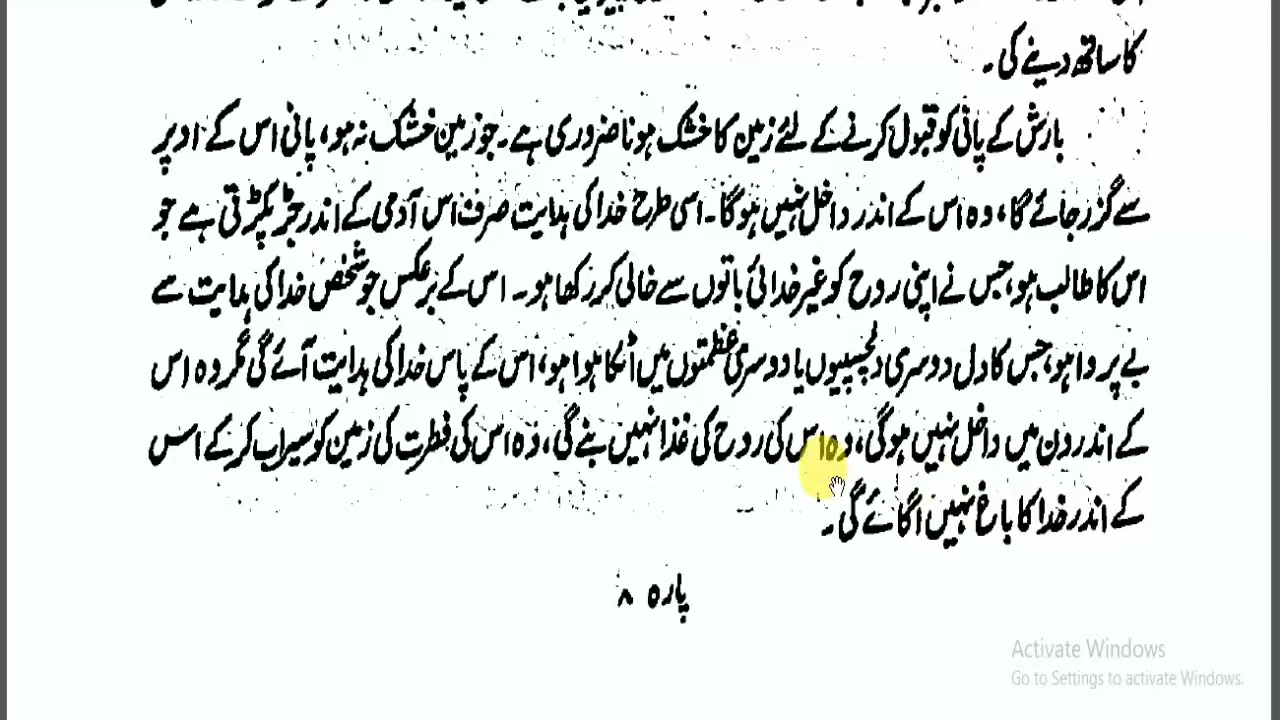 کا ساتھ دینے کی۔
بارش کے پانی کو قبول کرنے کے لئے زمین کا خشک ہونا ضروری ہے۔ جو زمین خشک نہ ہو، پانی اس کے اوپر
سے گزر جائے گا، وہ اس کے اندر داخل نہیں ہوگا۔ اسی طرح خدا کی ہدایت صرف اس آدمی کے اندر جڑ پکڑتی ہے جو
اس کا طالب ہو، جس نے اپنی روح کو غیر خدائی باتوں سے خالی کر رکھا ہو۔ اس کے برعکس جو شخص خدا کی ہدایت سے
بے پروا ہو، جس کا دل دوسری دلچسپیوں یا دوسری عظمتوں میں اٹکا ہوا ہو، اس کے پاس خدا کی ہدایت آئے گی مگر وہ اس
کے اندرون میں داخل نہیں ہوگی، وہ اس کی روح کی غذا نہیں بنے گی، وہ اس کی فطرت کی زمین کو سیراب کر کے اس
کے اندر خدا کا باغ نہیں اگائے گی۔
پارہ ۸
Activate Windows
Go to Settings to activate Windows.